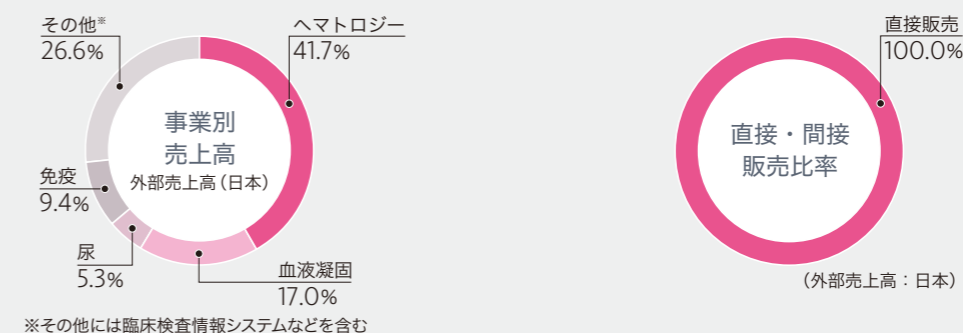 その他※
26.6%
ヘマトロジー
41.7%
事業別
売上高
外部売上高(日本)
免疫
9.4%
尿
5.3%
血液凝固
17.0%
※その他には臨床検査情報システムなどを含む
直接販売
100.0%
直接・間接
販売比率
(外部売上高:日本)